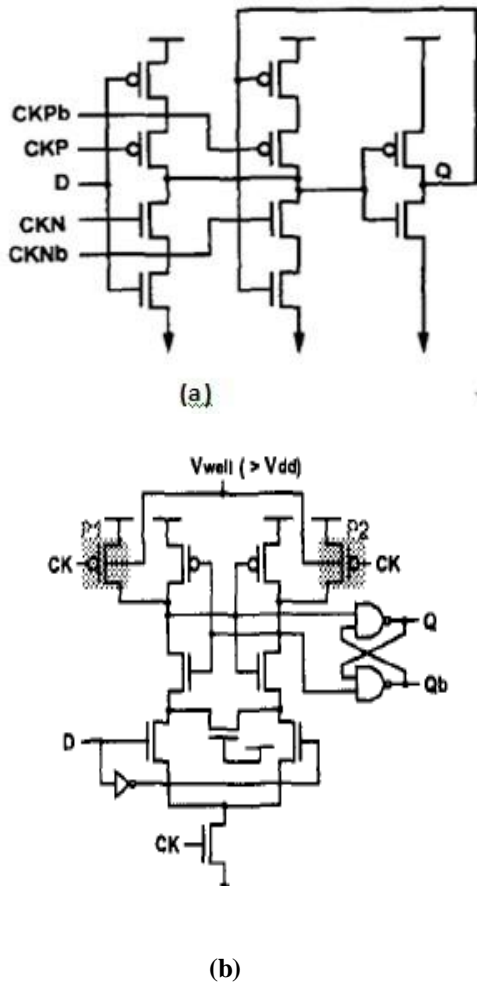 CKPb
CKP
D
CKN
CKNb
Q
(a)
Vwell ( > Vdd)
P1
P2
CK
CK
Q
Qb
D
CK
(b)